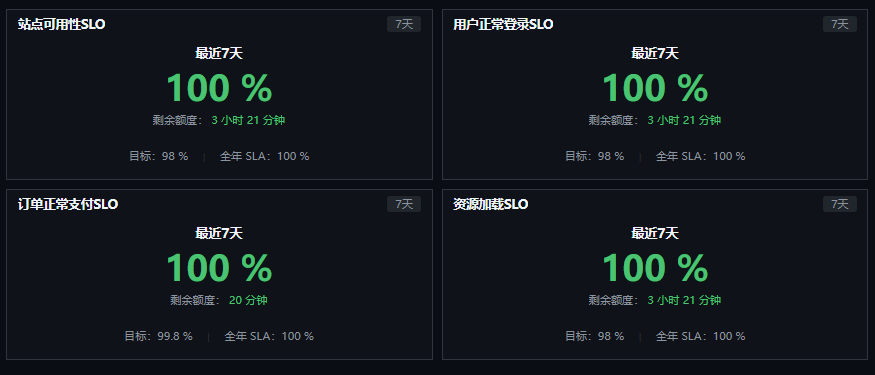 站点可用性SLO 7天
最近7天
100 %
剩余额度： 3 小时 21 分钟
目标：98 % | 全年 SLA：100 %
用户正常登录SLO 7天
最近7天
100 %
剩余额度： 3 小时 21 分钟
目标：98 % | 全年 SLA：100 %
订单正常支付SLO 7天
最近7天
100 %
剩余额度： 20 分钟
目标：99.8 % | 全年 SLA：100 %
资源加载SLO 7天
最近7天
100 %
剩余额度： 3 小时 21 分钟
目标：98 % | 全年 SLA：100 %